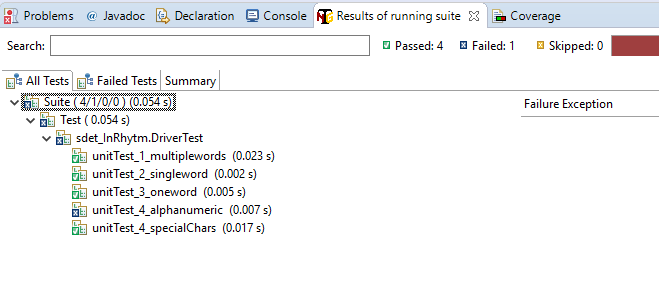 Problems @ Javadoc Declaration Console Results of running suite Coverage
Search: Passed: 4 Failed: 1 Skipped: 0
All Tests Failed Tests Summary
Suite ( 4/1/0/0 ) (0.054 s)
Failure Exception
Test ( 0.054 s)
sdet_InRhytm.DriverTest
unitTest_1_multiplewords (0.023 s)
unitTest_2_singleword (0.002 s)
unitTest_3_oneword (0.005 s)
unitTest_4_alphanumeric (0.007 s)
unitTest_4_specialChars (0.017 s)